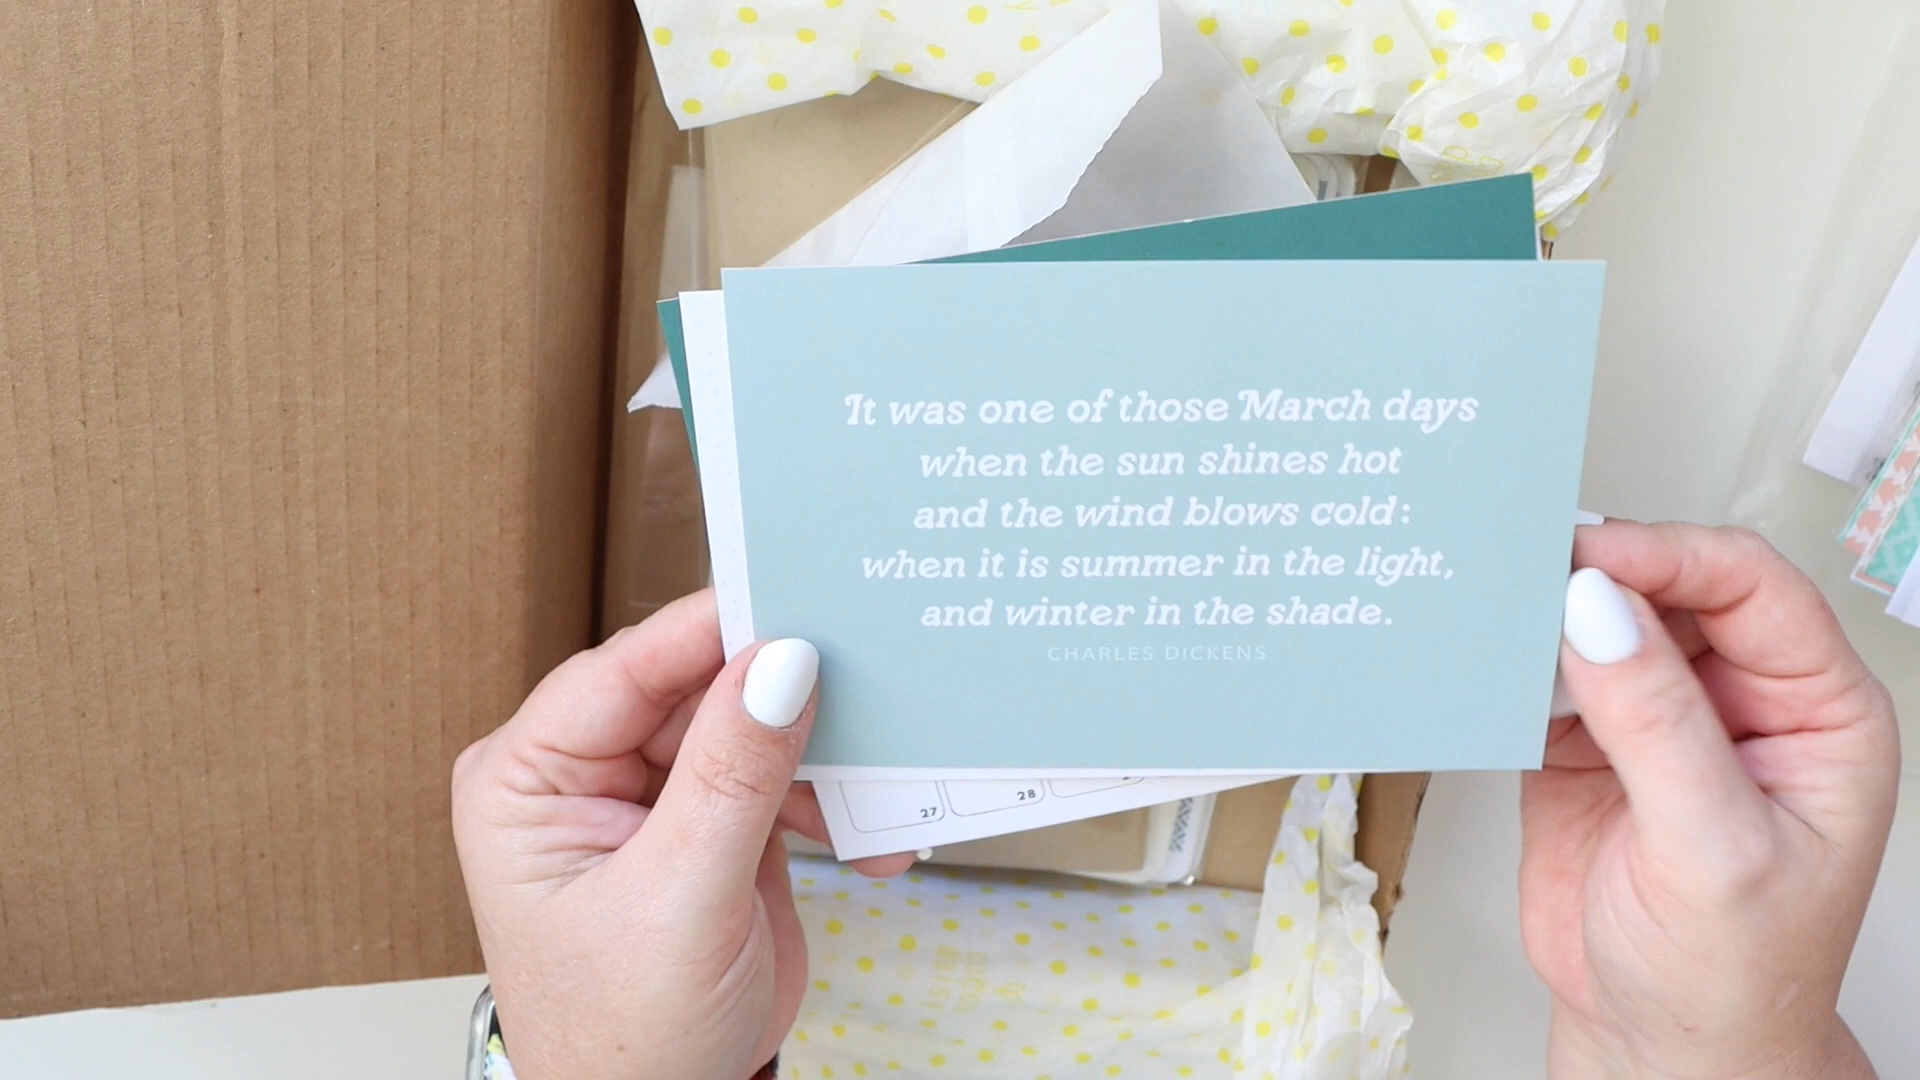 It was one of those March days
when the sun shines hot
and the wind blows cold:
when it is summer in the light,
and winter in the shade.
CHARLES DICKENS
27
28